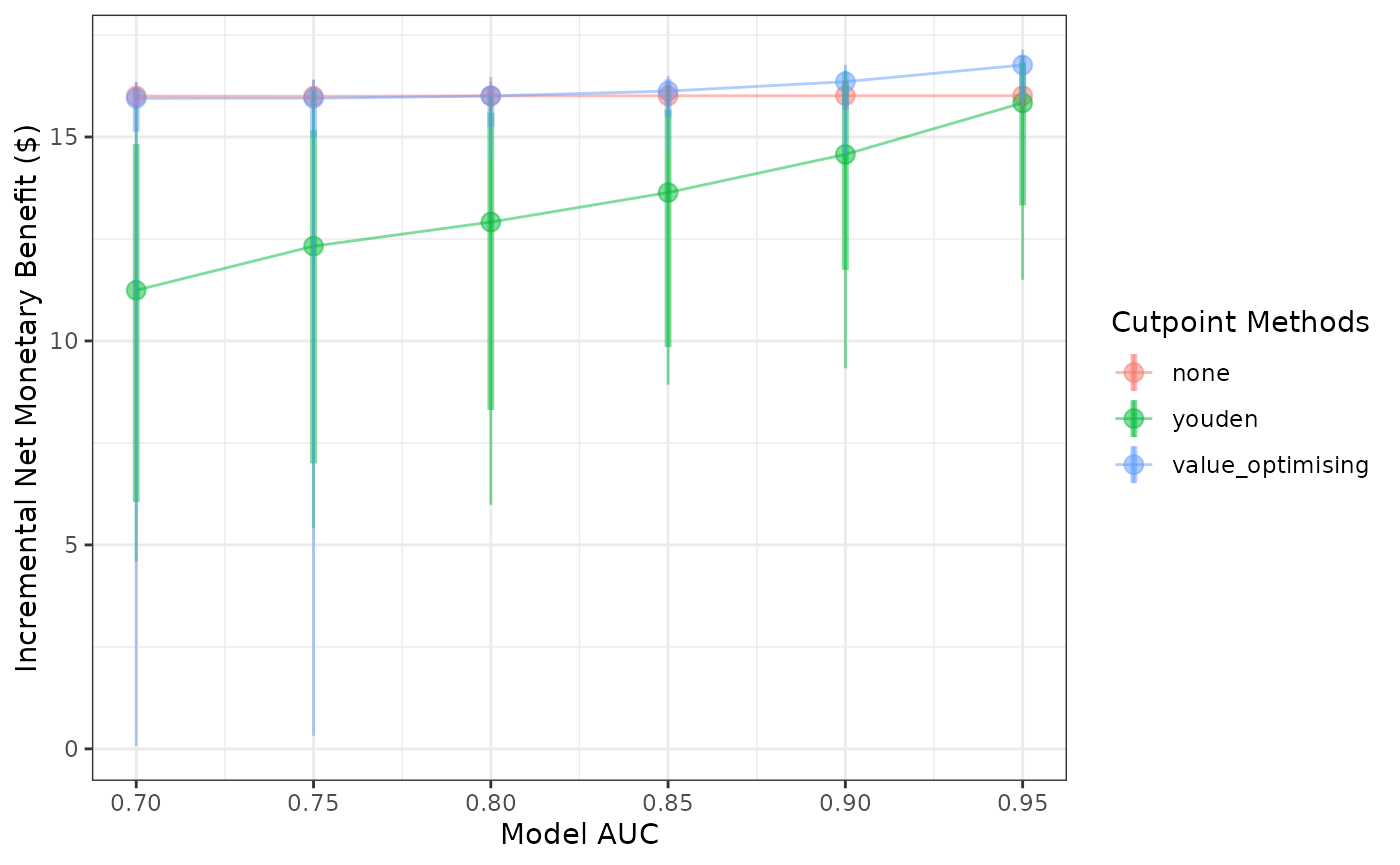 Incremental Net Monetary Benefit ($)
15
10
5
0
0.70 0.75 0.80 0.85 0.90 0.95
Model AUC
Cutpoint Methods
none
youden
value_optimising